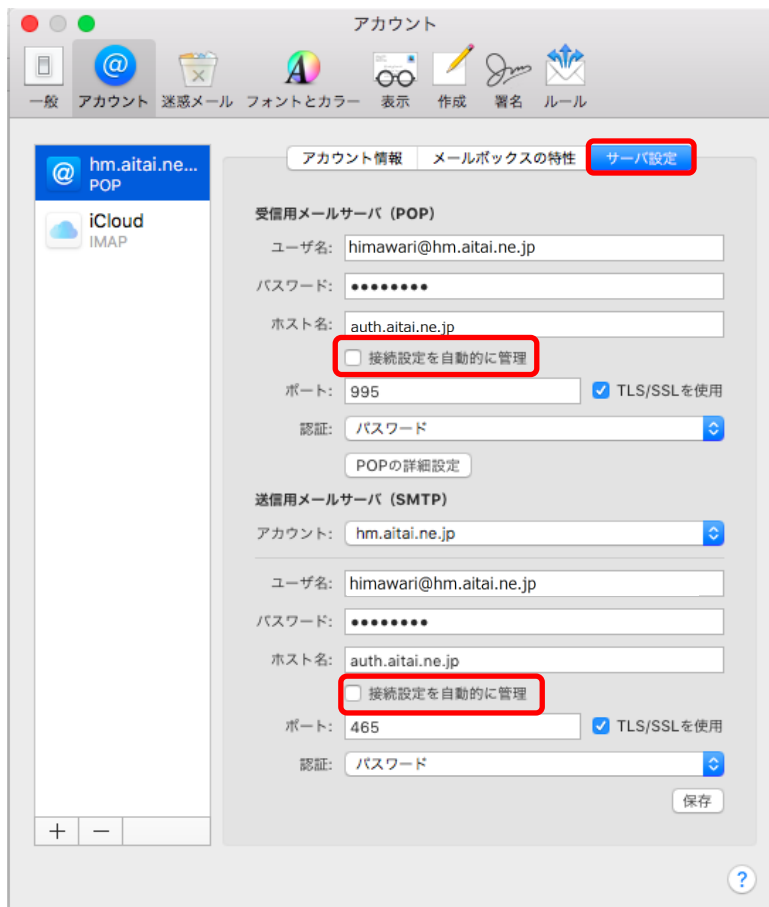 アカウント
一般 アカウント 迷惑メール フォントとカラー 表示 作成 署名 ルール
hm.aitai.ne...
POP
iCloud
IMAP
アカウント情報 メールボックスの特性 サーバ設定
受信用メールサーバ（POP）
ユーザ名: himawari@hm.aitai.ne.jp
パスワード: ●●●●●●●●
ホスト名: auth.aitai.ne.jp
接続設定を自動的に管理
ポート: 995 TLS/SSLを使用
認証: パスワード
POPの詳細設定
送信用メールサーバ（SMTP）
アカウント: hm.aitai.ne.jp
ユーザ名: himawari@hm.aitai.ne.jp
パスワード: ●●●●●●●●
ホスト名: auth.aitai.ne.jp
接続設定を自動的に管理
ポート: 465 TLS/SSLを使用
認証: パスワード
保存
?